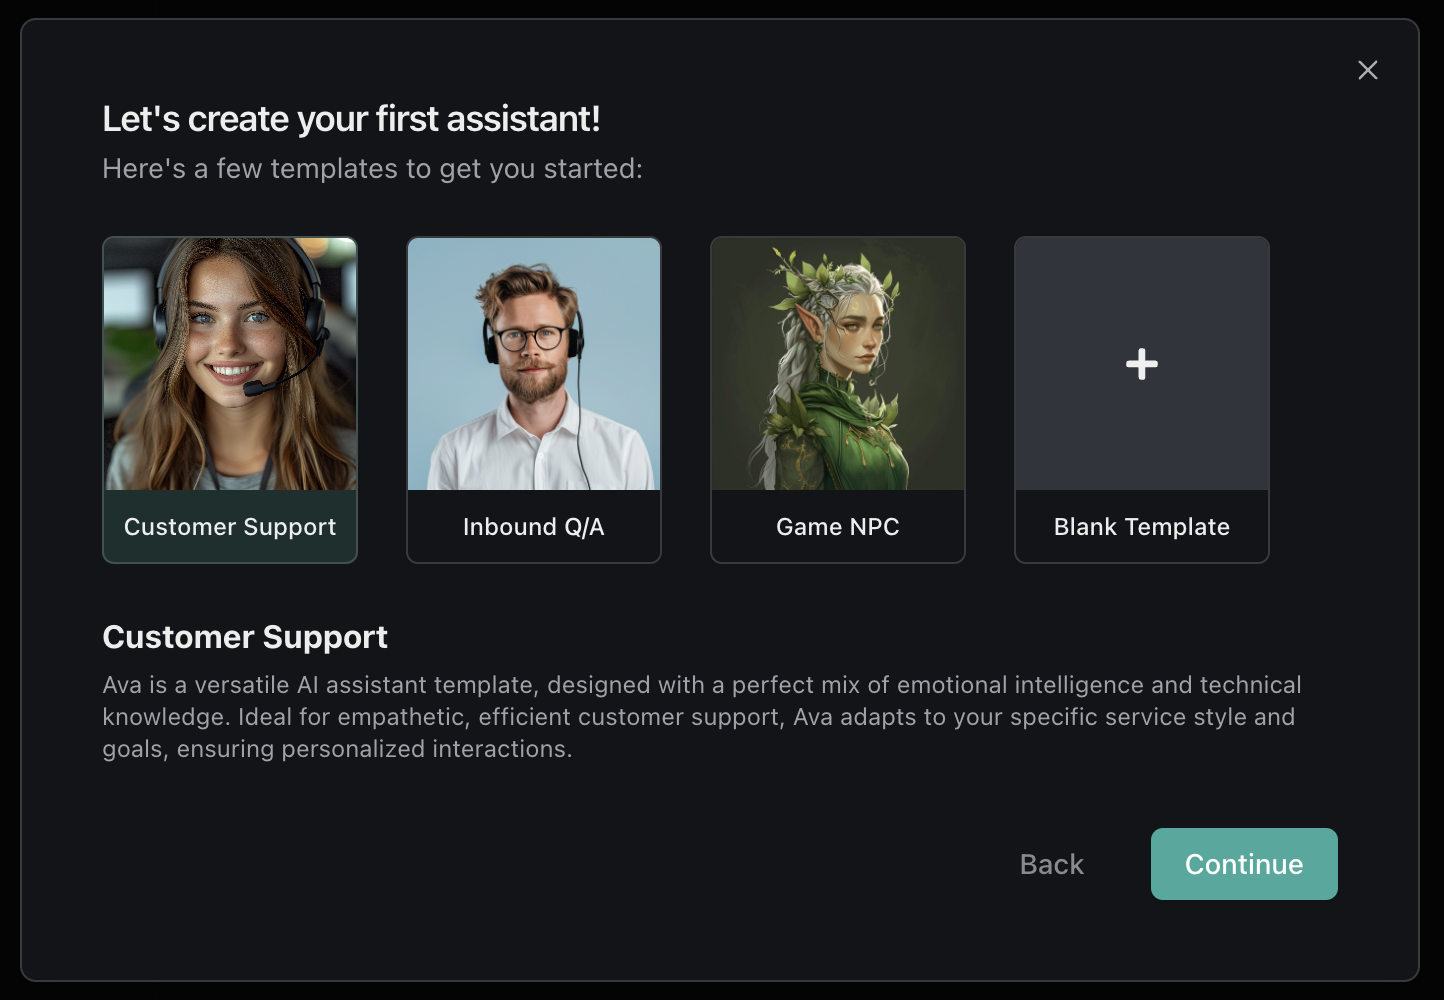 Let's create your first assistant!
Here's a few templates to get you started:
Customer Support
Inbound Q/A
Game NPC
Blank Template
Customer Support
Ava is a versatile AI assistant template, designed with a perfect mix of emotional intelligence and technical
knowledge. Ideal for empathetic, efficient customer support, Ava adapts to your specific service style and
goals, ensuring personalized interactions.
Back
Continue